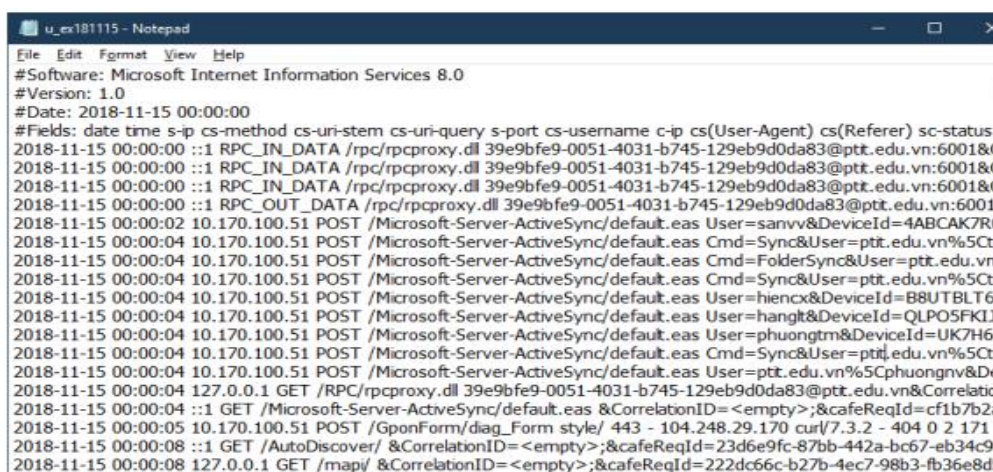 u_ex181115 - Notepad
File Edit Format View Help
#Software: Microsoft Internet Information Services 8.0
#Version: 1.0
#Date: 2018-11-15 00:00:00
#Fields: date time s-ip cs-method cs-uri-stem cs-uri-query s-port cs-username c-ip cs(User-Agent) cs(Referer) sc-status
2018-11-15 00:00:00 ::1 RPC_IN_DATA /rpc/rpcproxy.dll 39e9bfe9-0051-4031-b745-129eb9d0da83@ptit.edu.vn:6001&
2018-11-15 00:00:00 ::1 RPC_IN_DATA /rpc/rpcproxy.dll 39e9bfe9-0051-4031-b745-129eb9d0da83@ptit.edu.vn:6001&
2018-11-15 00:00:00 ::1 RPC_IN_DATA /rpc/rpcproxy.dll 39e9bfe9-0051-4031-b745-129eb9d0da83@ptit.edu.vn:6001&
2018-11-15 00:00:00 ::1 RPC_OUT_DATA /rpc/rpcproxy.dll 39e9bfe9-0051-4031-b745-129eb9d0da83@ptit.edu.vn:6001
2018-11-15 00:00:02 10.170.100.51 POST /Microsoft-Server-ActiveSync/default.eas User=sanvv&DeviceId=4ABCAK7R
2018-11-15 00:00:04 10.170.100.51 POST /Microsoft-Server-ActiveSync/default.eas Cmd=Sync&User=ptit.edu.vn%5Ct
2018-11-15 00:00:04 10.170.100.51 POST /Microsoft-Server-ActiveSync/default.eas Cmd=FolderSync&User=ptit.edu.vn
2018-11-15 00:00:04 10.170.100.51 POST /Microsoft-Server-ActiveSync/default.eas Cmd=Sync&User=ptit.edu.vn%5Ct
2018-11-15 00:00:04 10.170.100.51 POST /Microsoft-Server-ActiveSync/default.eas User=hiencx&DeviceId=B8UTBLT6
2018-11-15 00:00:04 10.170.100.51 POST /Microsoft-Server-ActiveSync/default.eas User=hanglt&DeviceId=QLPO5FKI
2018-11-15 00:00:04 10.170.100.51 POST /Microsoft-Server-ActiveSync/default.eas User=phuongtm&DeviceId=UK7H6
2018-11-15 00:00:04 10.170.100.51 POST /Microsoft-Server-ActiveSync/default.eas Cmd=Sync&User=ptit.edu.vn%5Ct
2018-11-15 00:00:04 10.170.100.51 POST /Microsoft-Server-ActiveSync/default.eas User=ptit.edu.vn%5Cphuongnv&D
2018-11-15 00:00:04 127.0.0.1 GET /RPC/rpcproxy.dll 39e9bfe9-0051-4031-b745-129eb9d0da83@ptit.edu.vn&Correlatio
2018-11-15 00:00:04 ::1 GET /Microsoft-Server-ActiveSync/default.eas &CorrelationID=<empty>;&cafeReqId=cf1b7b2
2018-11-15 00:00:05 10.170.100.51 POST /GponForm/diag_Form style/ 443 - 104.248.29.170 curl/7.3.2 - 404 0 2 171
2018-11-15 00:00:08 ::1 GET /AutoDiscover/ &CorrelationID=<empty>;&cafeReqId=23d6e9fc-87bb-442a-bc67-eb34c9
2018-11-15 00:00:08 127.0.0.1 GET /mapi/ &CorrelationID=<empty>;&cafeReqId=222dc66c-b27b-4ec7-98b3-fb36e8d